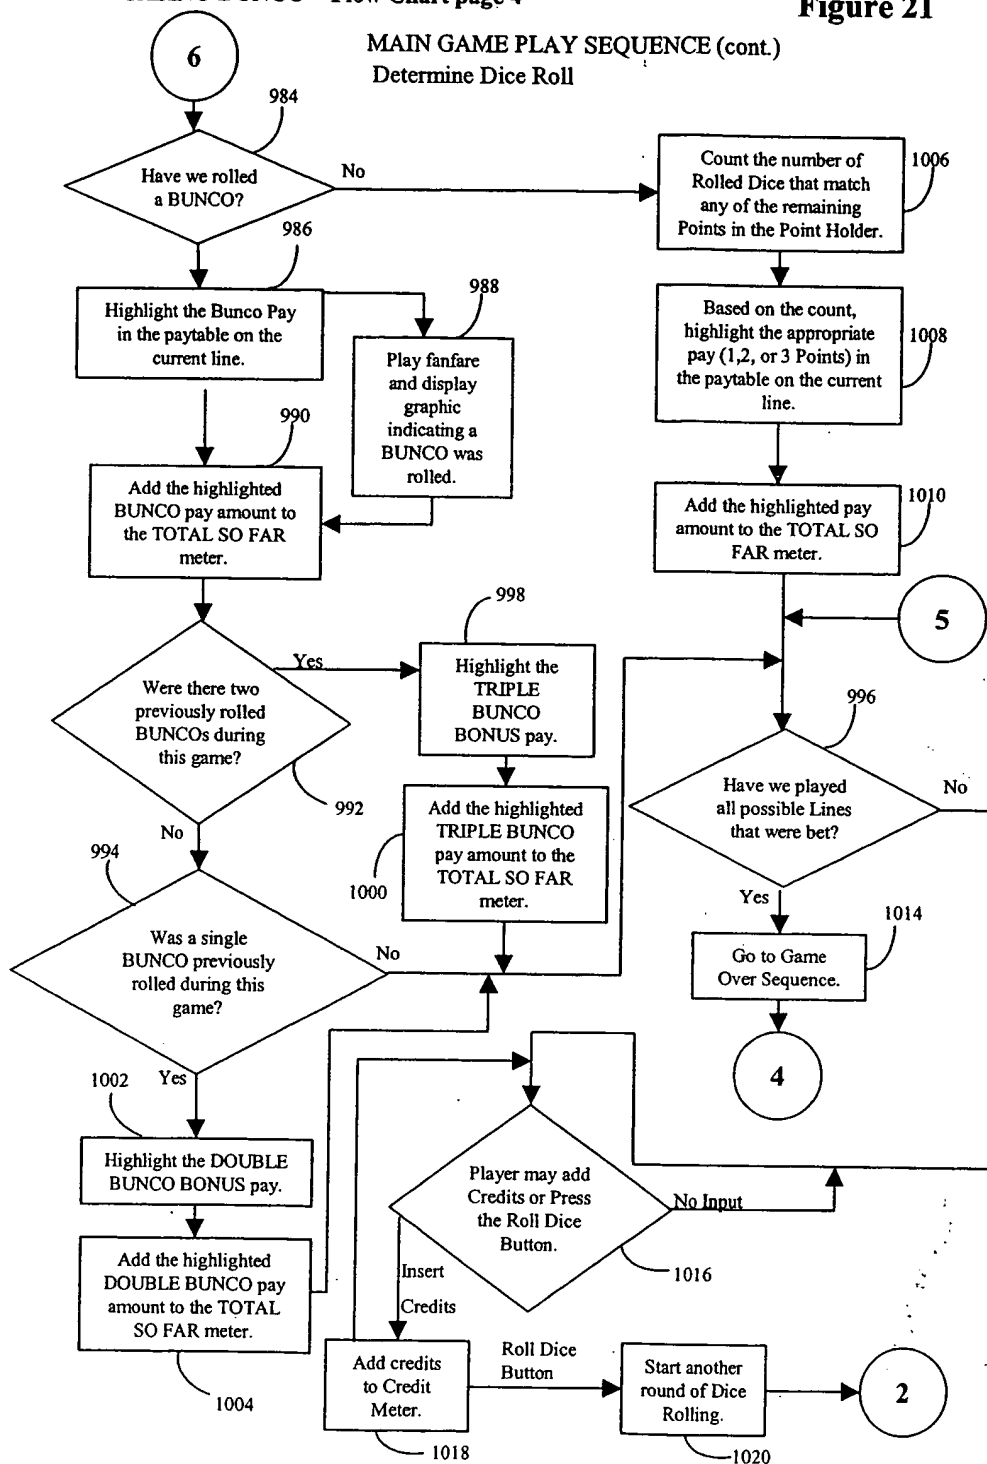 Flow Chart page 4
Figure 21
MAIN GAME PLAY SEQUENCE (cont.)
Determine Dice Roll
6
984
Have we rolled
a BUNCO?
No
986
Highlight the Bunco Pay
in the paytable on the
current line.
988
Play fanfare
and display
graphic
indicating a
BUNCO was
rolled.
990
Add the highlighted
BUNCO pay amount to
the TOTAL SO FAR
meter.
Were there two
previously rolled
BUNCOs during
this game?
992
Yes
No
998
Highlight the
TRIPLE
BUNCO
BONUS pay.
Add the highlighted
TRIPLE BUNCO
pay amount to the
TOTAL SO FAR
meter.
1000
994
Was a single
BUNCO previously
rolled during this
game?
No
Yes
1002
Highlight the DOUBLE
BUNCO BONUS pay.
Add the highlighted
DOUBLE BUNCO pay
amount to the TOTAL
SO FAR meter.
1004
Count the number of
Rolled Dice that match
any of the remaining
Points in the Point Holder.
1006
Based on the count,
highlight the appropriate
pay (1,2, or 3 Points) in
the paytable on the current
line.
1008
Add the highlighted pay
amount to the TOTAL SO
FAR meter.
1010
5
996
Have we played
all possible Lines
that were bet?
No
Yes
1014
Go to Game
Over Sequence.
4
Player may add
Credits or Press
the Roll Dice
Button.
No Input
1016
Insert
Credits
Add credits
to Credit
Meter.
1018
Roll Dice
Button
Start another
round of Dice
Rolling.
1020
2